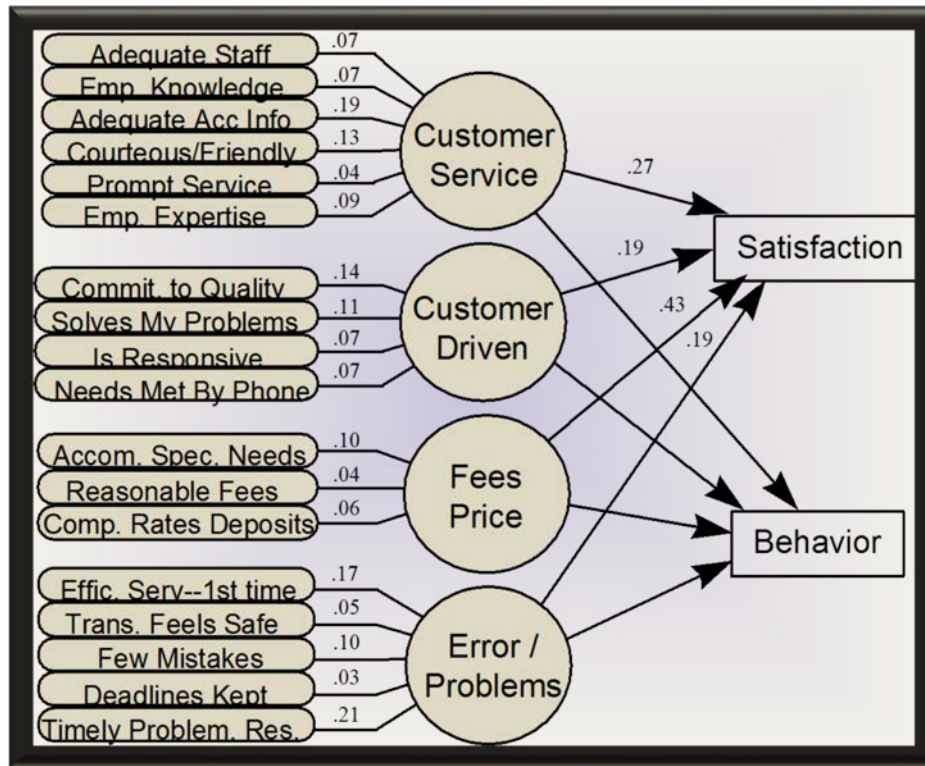 Adequate Staff
.07
Emp. Knowledge
.07
Adequate Acc Info
.19
Courteous/Friendly
.13
Prompt Service
.04
Emp. Expertise
.09
Customer
Service
.27
Commit. to Quality
.14
Solves My Problems
.11
Is Responsive
.07
Needs Met By Phone
.07
Customer
Driven
.19
Satisfaction
.43
.19
Accom. Spec. Needs
.10
Reasonable Fees
.04
Comp. Rates Deposits
.06
Fees
Price
Behavior
Effic. Serv--1st time
.17
Trans. Feels Safe
.05
Few Mistakes
.10
Deadlines Kept
.03
Timely Problem. Res.
.21
Error /
Problems